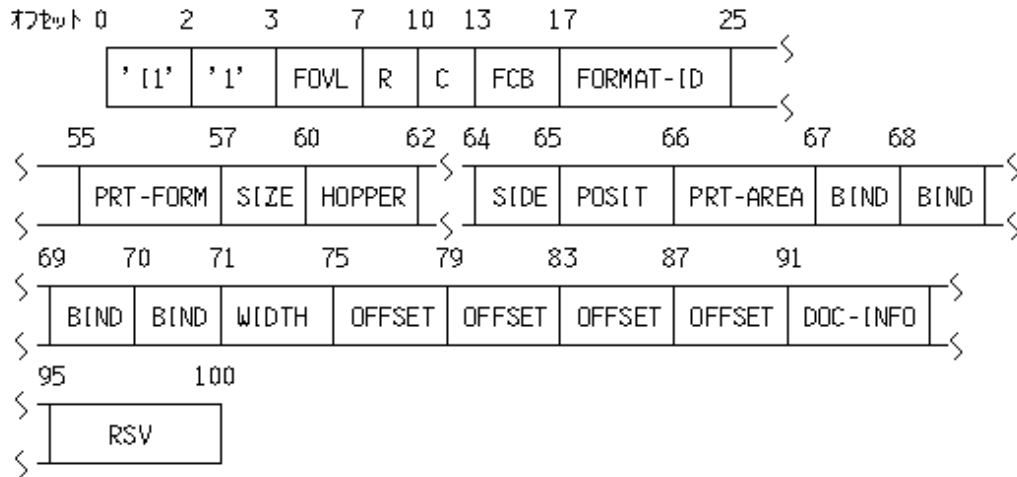 オフセット 0 2 3 7 10 13 17 25
'I1' '1' FOVL R C FCB FORMAT-ID
55 57 60 62 64 65 66 67 68
PRT-FORM SIZE HOPPER SIDE POSIT PRT-AREA BIND BIND
69 70 71 75 79 83 87 91
BIND BIND WIDTH OFFSET OFFSET OFFSET OFFSET DOC-INFO
95 100
RSV